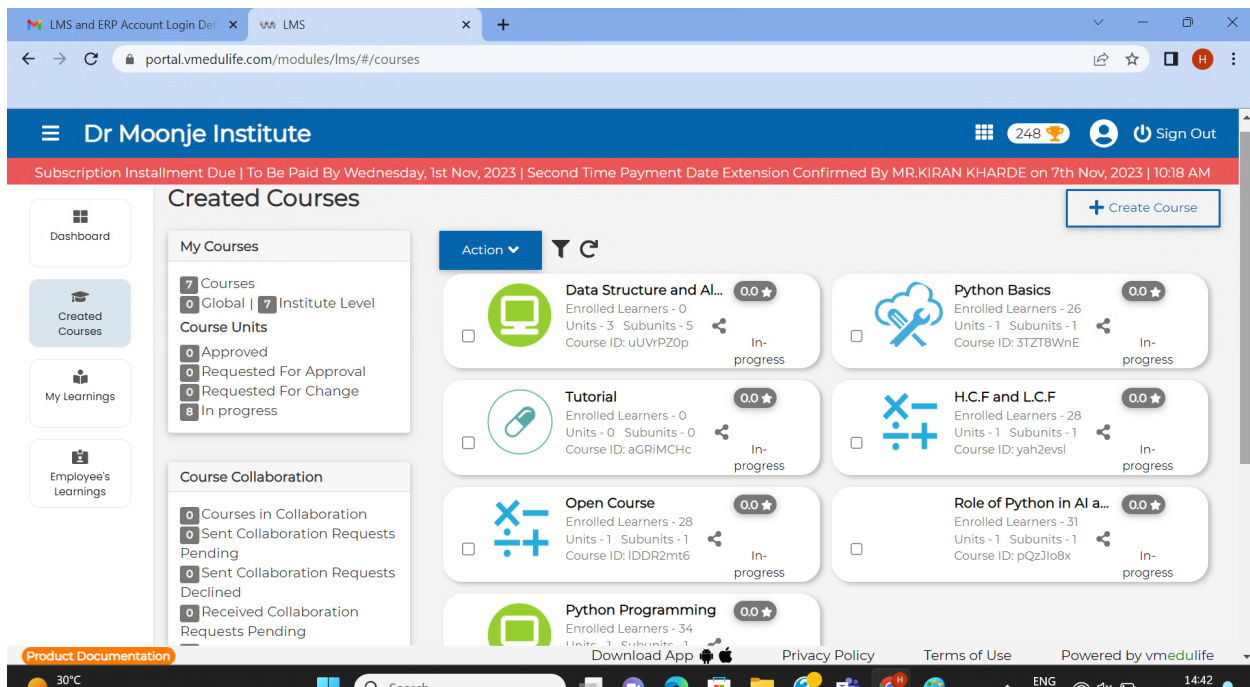 LMS and ERP Account Login Det
LMS
portal.vmedulife.com/modules/lms/#/courses
H
Dr Moonje Institute
248
Sign Out
Subscription Installment Due | To Be Paid By Wednesday, 1st Nov, 2023 | Second Time Payment Date Extension Confirmed By MR.KIRAN KHARDE on 7th Nov, 2023 | 10:18 AM
Dashboard
Created
Courses
My Learnings
Employee's
Learnings
Created Courses
Create Course
My Courses
7 Courses
0 Global | 7 Institute Level
Course Units
0 Approved
0 Requested For Approval
0 Requested For Change
8 In progress
Course Collaboration
0 Courses in Collaboration
0 Sent Collaboration Requests
Pending
0 Sent Collaboration Requests
Declined
0 Received Collaboration
Requests Pending
Action
Data Structure and Al... 0.0
Enrolled Learners - 0
Units - 3 Subunits - 5
Course ID: uUVrPZ0p
In-
progress
Python Basics 0.0
Enrolled Learners - 26
Units - 1 Subunits - 1
Course ID: 3TZT8WnE
In-
progress
Tutorial 0.0
Enrolled Learners - 0
Units - 0 Subunits - 0
Course ID: aGRiMCHc
In-
progress
H.C.F and L.C.F 0.0
Enrolled Learners - 28
Units - 1 Subunits - 1
Course ID: yah2evsl
In-
progress
Open Course 0.0
Enrolled Learners - 28
Units - 1 Subunits - 1
Course ID: lDDR2mt6
In-
progress
Role of Python in AI a... 0.0
Enrolled Learners - 31
Units - 1 Subunits - 1
Course ID: pQzJIo8x
In-
progress
Python Programming 0.0
Enrolled Learners - 34
Units - 1 Subunits - 1
Product Documentation
Download App
Privacy Policy
Terms of Use
Powered by vmedulife
30°C
Search
H
ENG
14:42